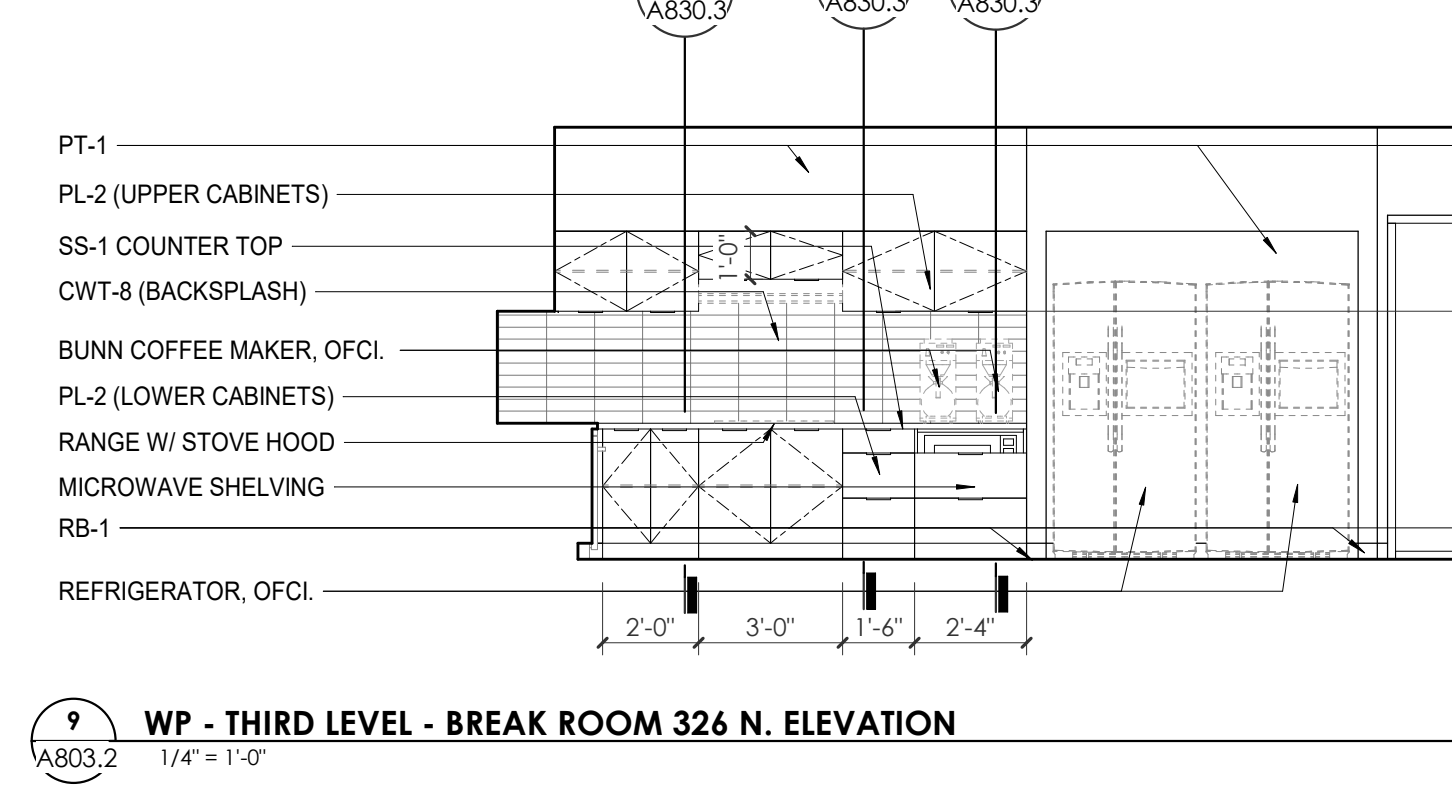 A830.3 A830.3 A830.3
PT-1
PL-2 (UPPER CABINETS)
SS-1 COUNTER TOP
1'-0"
CWT-8 (BACKSPLASH)
BUNN COFFEE MAKER, OFCI.
PL-2 (LOWER CABINETS)
RANGE W/ STOVE HOOD
MICROWAVE SHELVING
RB-1
REFRIGERATOR, OFCI.
2'-0" 3'-0" 1'-6" 2'-4"
9 WP - THIRD LEVEL - BREAK ROOM 326 N. ELEVATION
A803.2 1/4" = 1'-0"